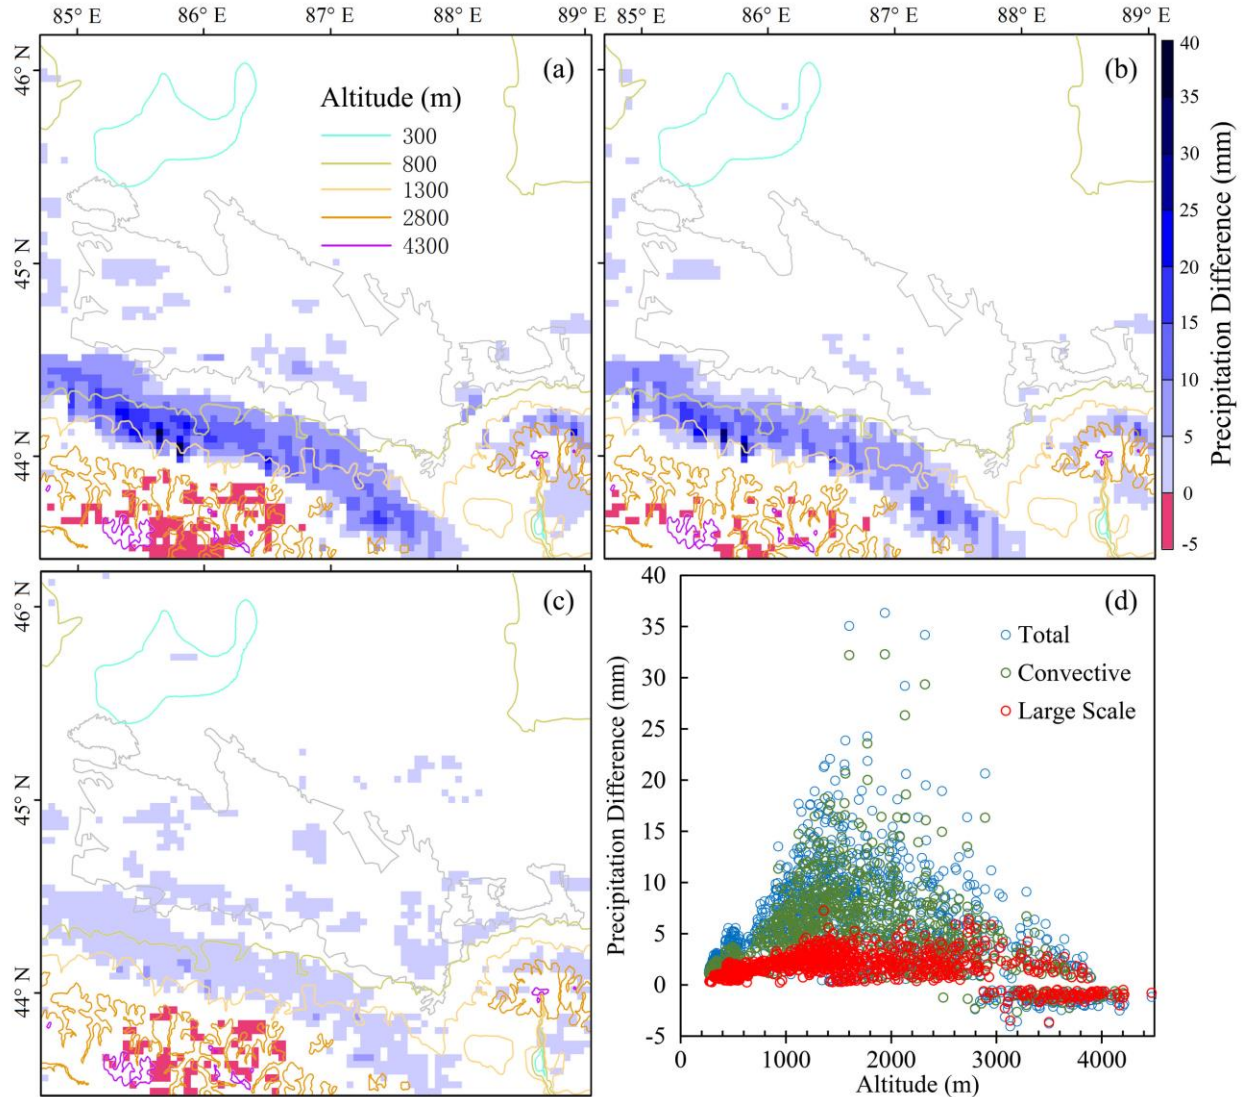 85° E 86° E 87° E 88° E 89° E 85° E 86° E 87° E 88° E 89° E
46° N
45° N
44° N
(a)
Altitude (m)
300
800
1300
2800
4300
(b)
40
35
30
25
20
15
10
5
0
-5
Precipitation Difference (mm)
46° N
45° N
44° N
(c)
(d)
Total
Convective
Large Scale
40
35
30
25
20
15
10
5
0
-5
Precipitation Difference (mm)
0 1000 2000 3000 4000
Altitude (m)